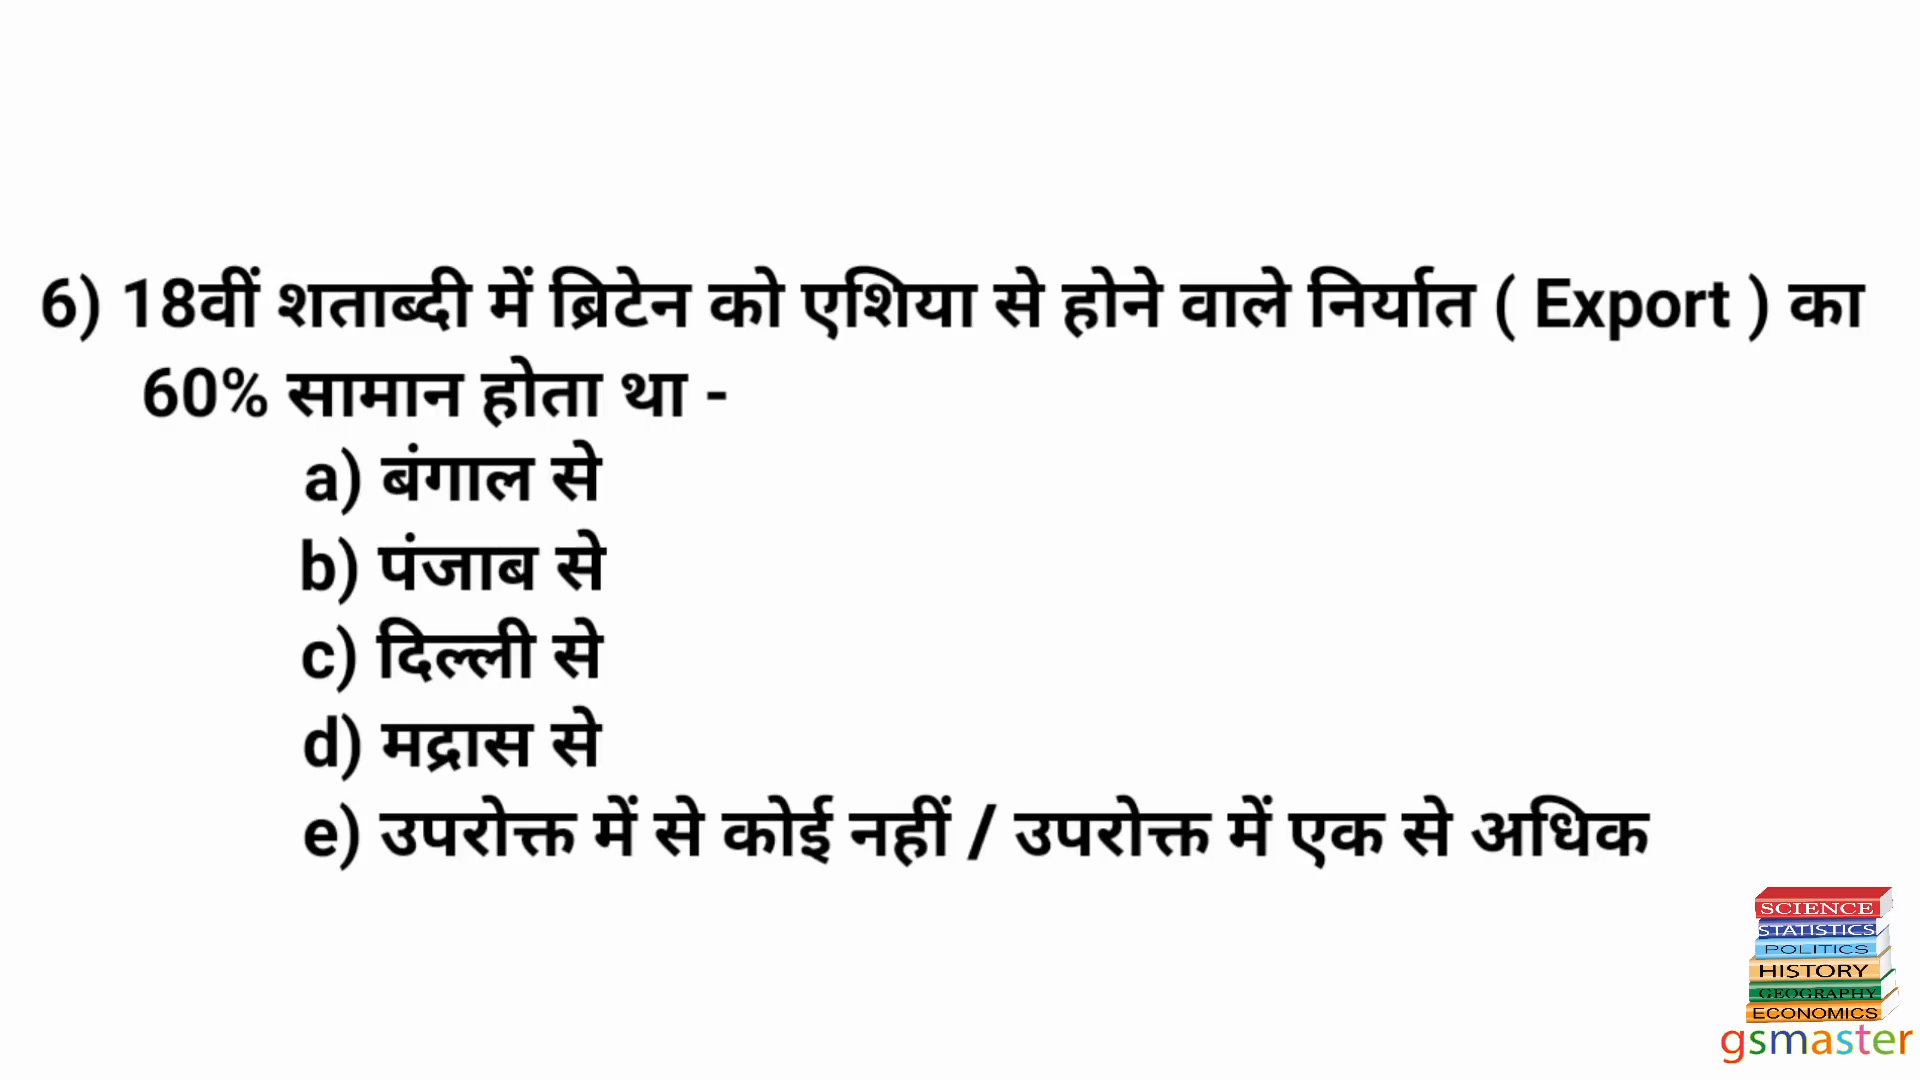 6) 18वीं शताब्दी में ब्रिटेन को एशिया से होने वाले निर्यात ( Export ) का
60% सामान होता था -
a) बंगाल से
b) पंजाब से
c) दिल्ली से
d) मद्रास से
e) उपरोक्त में से कोई नहीं / उपरोक्त में एक से अधिक
SCIENCE
STATISTICS
POLITICS
HISTORY
GEOGRAPHY
ECONOMICS
gsmaster